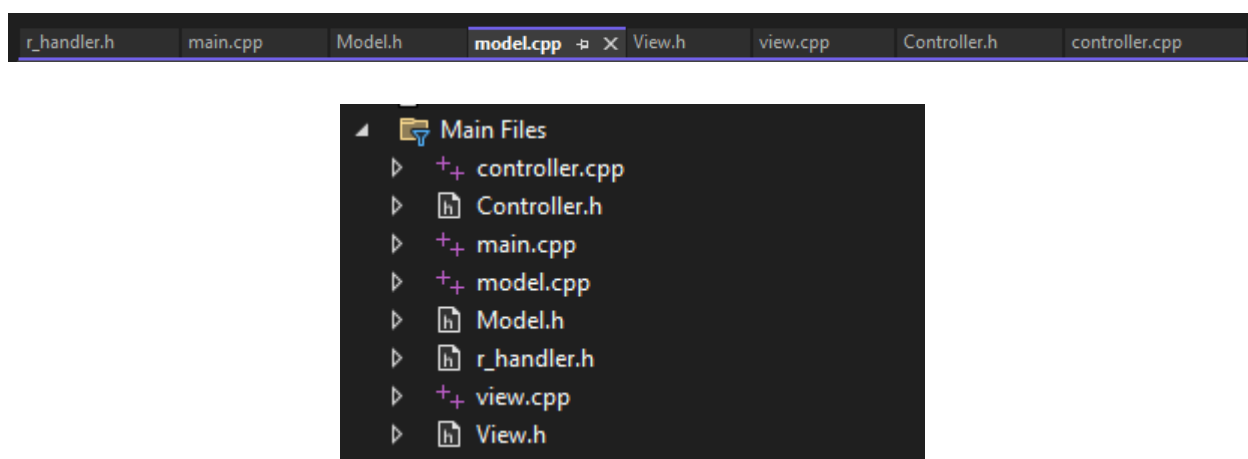 r_handler.h main.cpp Model.h model.cpp View.h view.cpp Controller.h controller.cpp
Main Files
controller.cpp
Controller.h
main.cpp
model.cpp
Model.h
r_handler.h
view.cpp
View.h